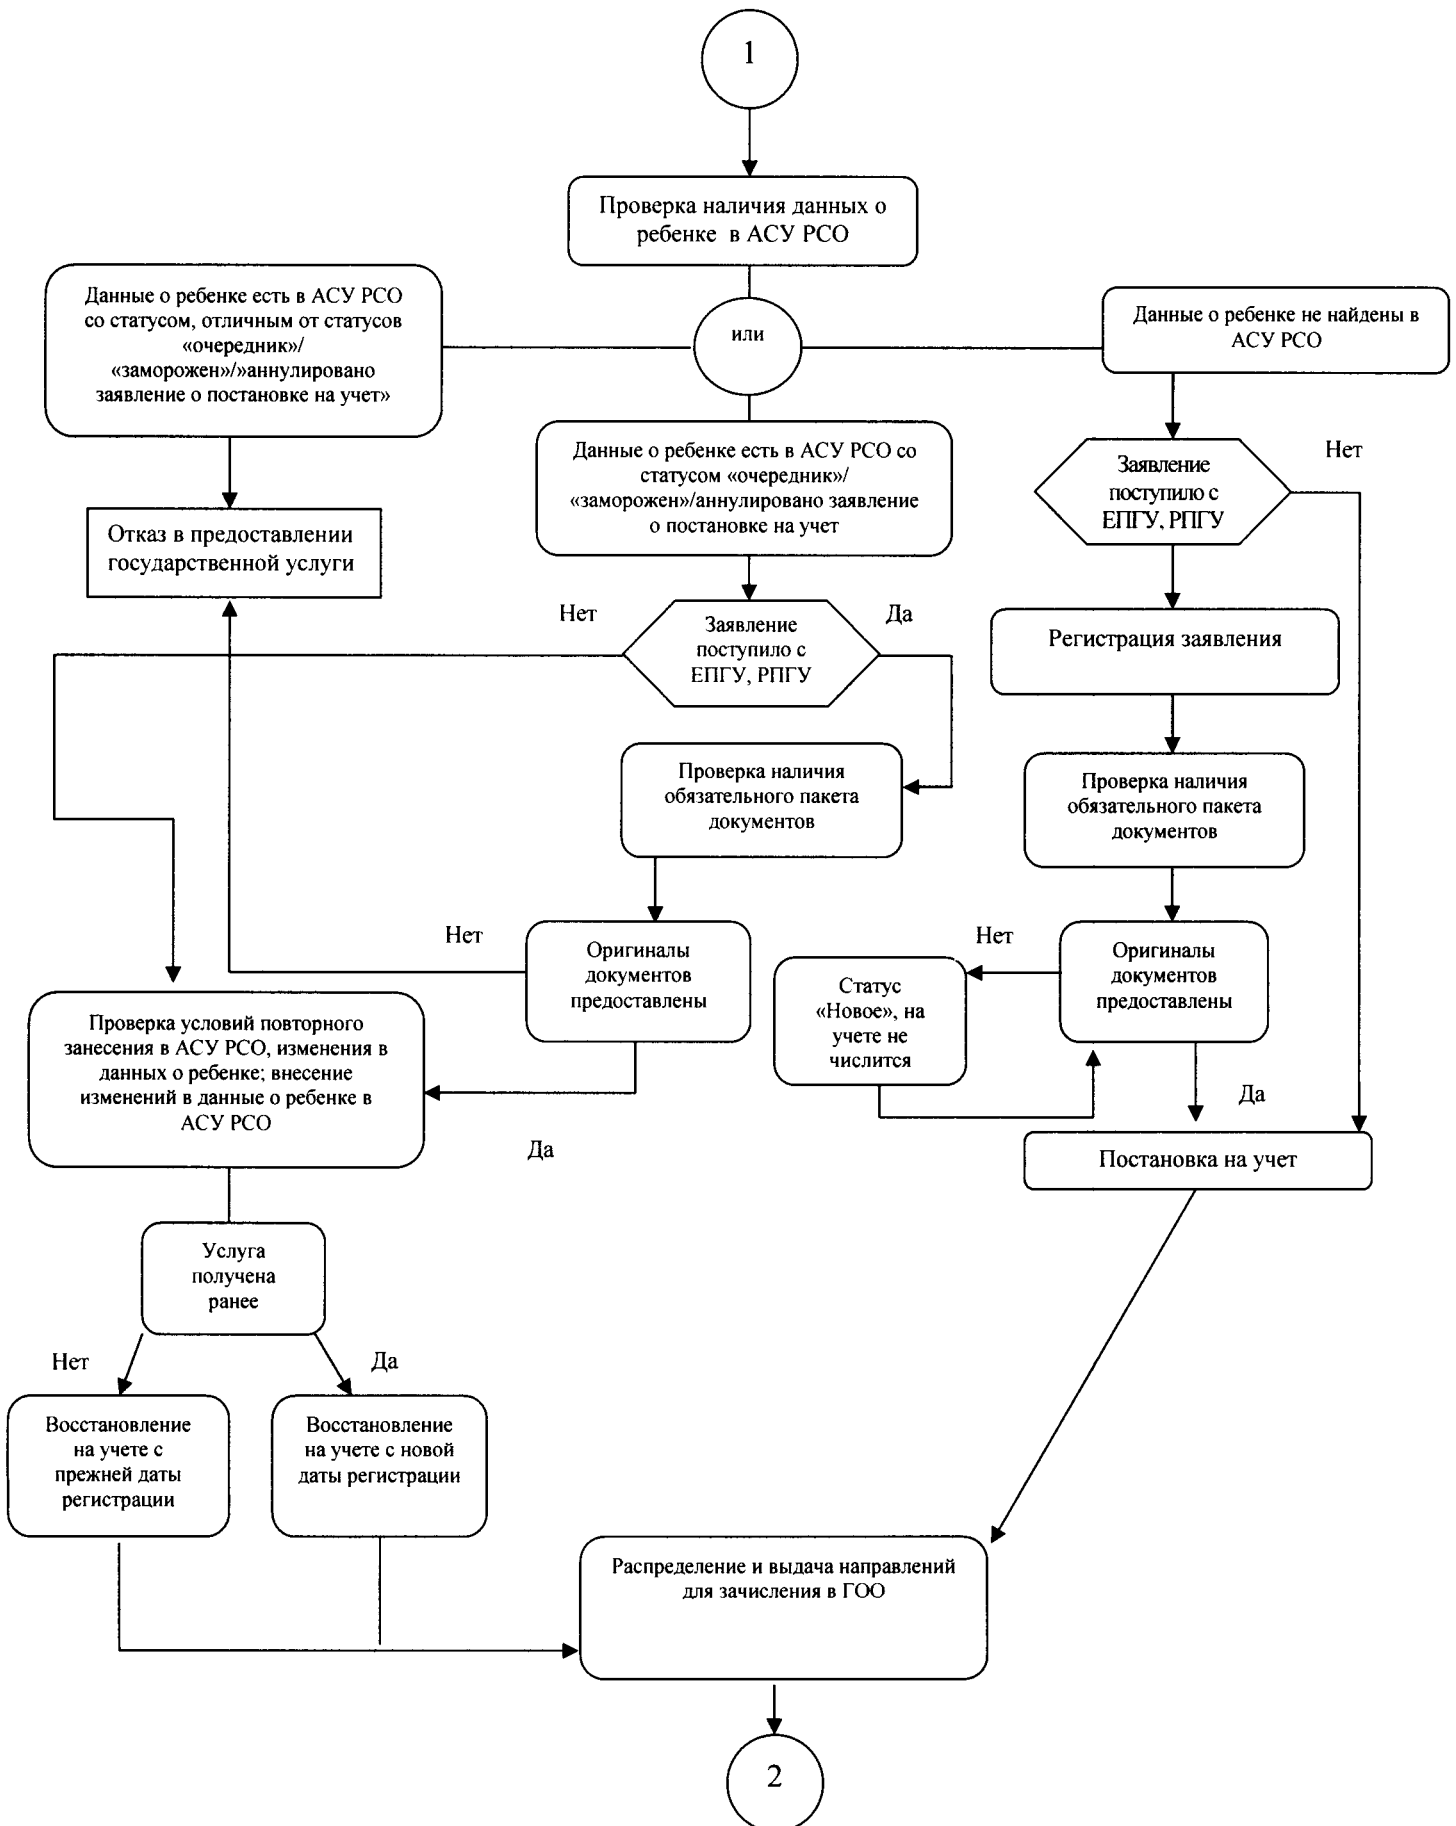 1
Проверка наличия данных о
ребенке в АСУ РСО
Данные о ребенке есть в АСУ РСО
со статусом, отличным от статусов
«очередник»/
«заморожен»/»аннулировано
заявление о постановке на учет»
или
Данные о ребенке не найдены в
АСУ РСО
Данные о ребенке есть в АСУ РСО со
статусом «очередник»/
«заморожен»/аннулировано заявление
о постановке на учет
Заявление
поступило с
ЕПГУ, РПГУ
Нет
Отказ в предоставлении
государственной услуги
Нет
Заявление
поступило с
ЕПГУ, РПГУ
Да
Регистрация заявления
Проверка наличия
обязательного пакета
документов
Проверка наличия
обязательного пакета
документов
Нет
Оригиналы
документов
предоставлены
Нет
Оригиналы
документов
предоставлены
Статус
«Новое», на
учете не
числится
Проверка условий повторного
занесения в АСУ РСО, изменения в
данных о ребенке; внесение
изменений в данные о ребенке в
АСУ РСО
Да
Да
Постановка на учет
Услуга
получена
ранее
Нет
Да
Восстановление
на учете с
прежней даты
регистрации
Восстановление
на учете с новой
даты регистрации
Распределение и выдача направлений
для зачисления в ГОО
2